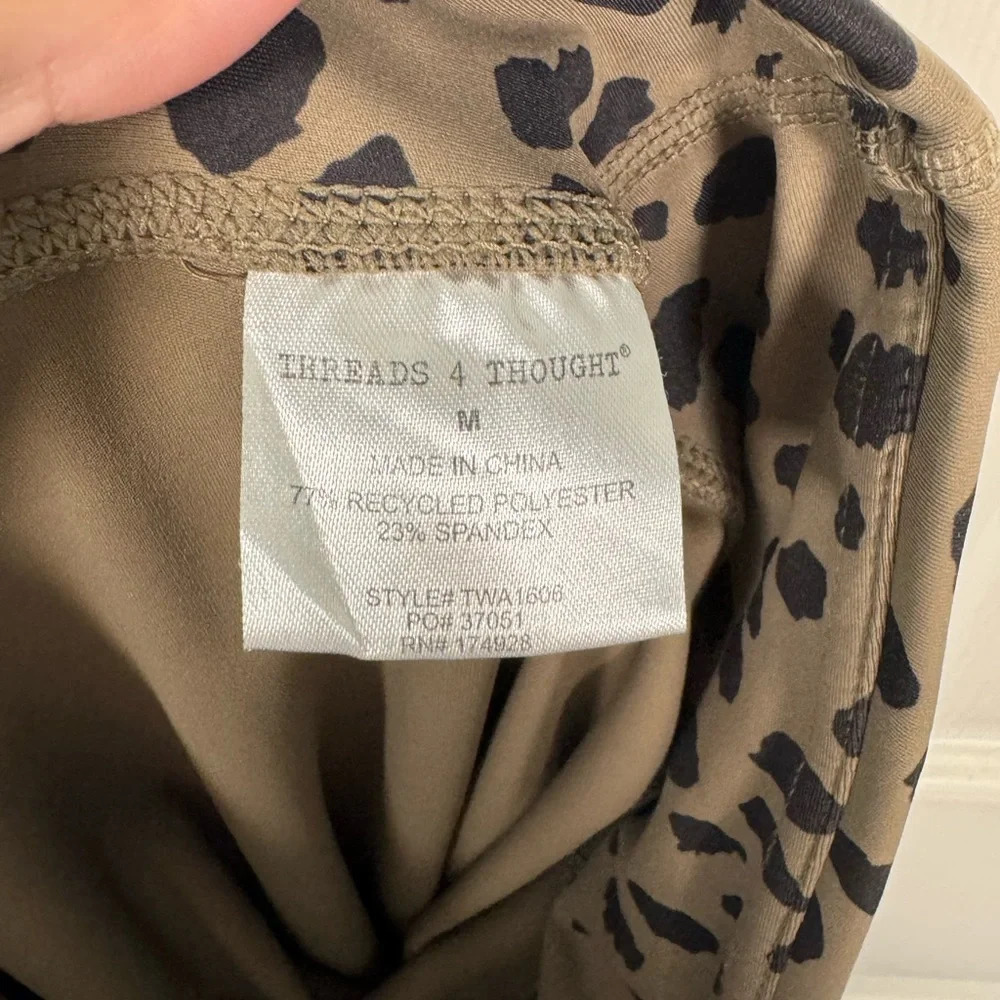 THREADS 4 THOUGHT®
M
MADE IN CHINA
77% RECYCLED POLYESTER
23% SPANDEX
STYLE# TWA1606
PO# 37051
RN# 174928